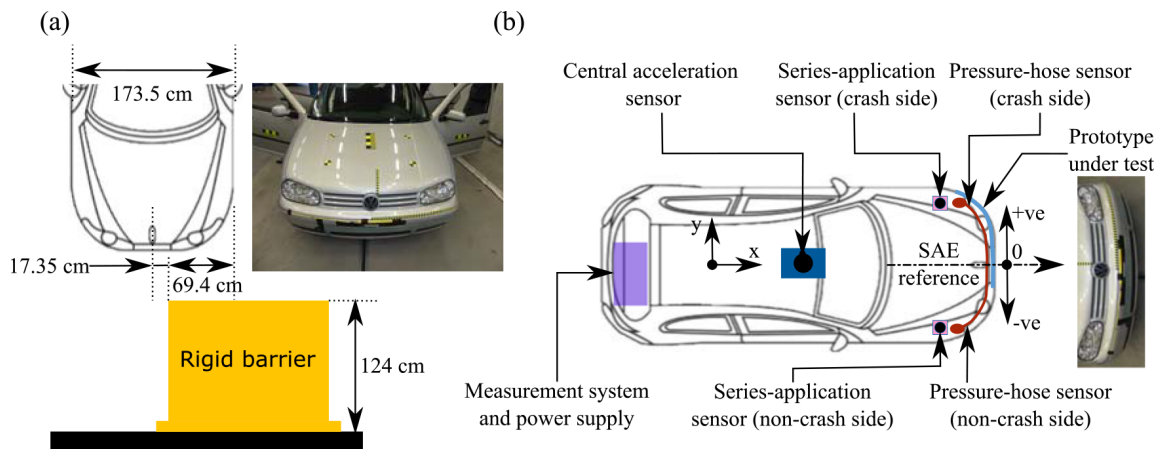 (a)
173.5 cm
17.35 cm
69.4 cm
Rigid barrier
124 cm
(b)
Central acceleration
sensor
Series-application
sensor (crash side)
Pressure-hose sensor
(crash side)
Prototype
under test
y
x
SAE
reference
+ve
0
-ve
Measurement system
and power supply
Series-application
sensor (non-crash side)
Pressure-hose sensor
(non-crash side)